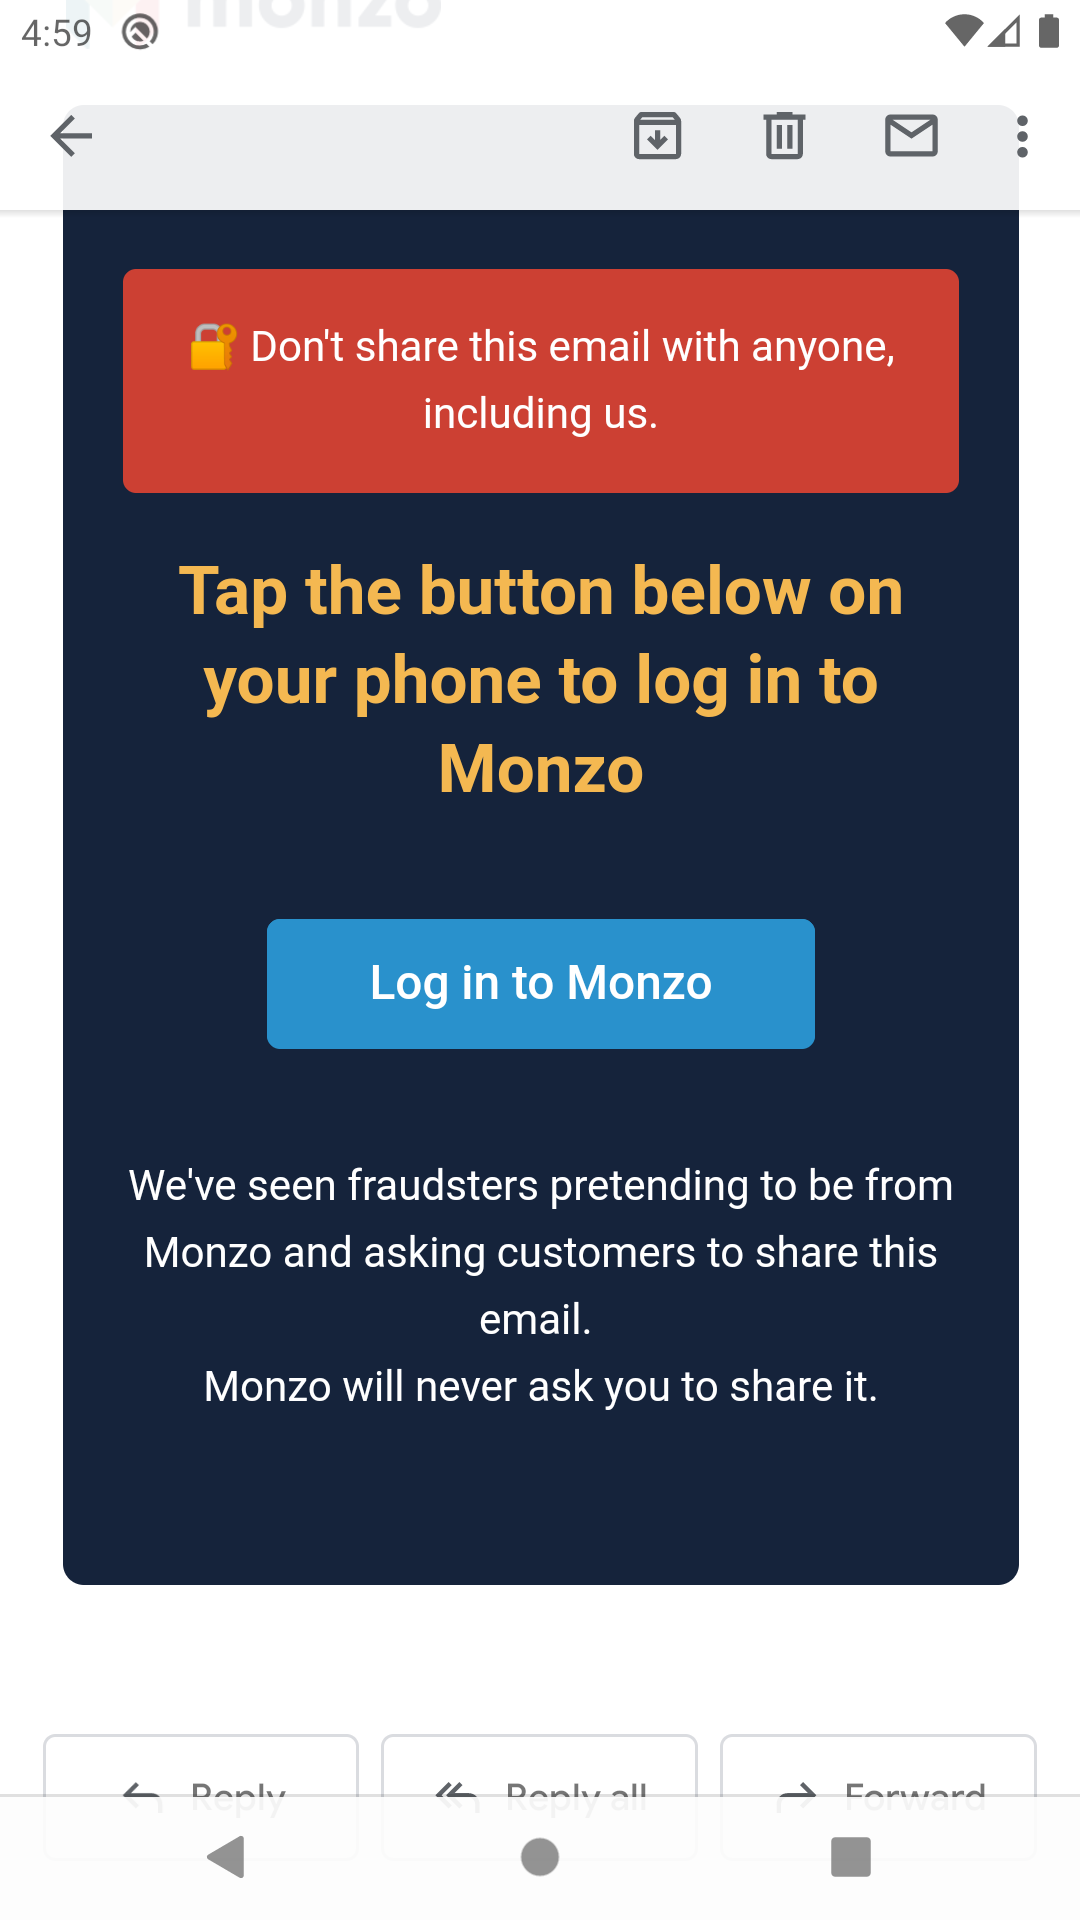 monzo
4:59
🔐 Don't share this email with anyone,
including us.
Tap the button below on
your phone to log in to
Monzo
Log in to Monzo
We've seen fraudsters pretending to be from
Monzo and asking customers to share this
email.
Monzo will never ask you to share it.
Reply
Reply all
Forward